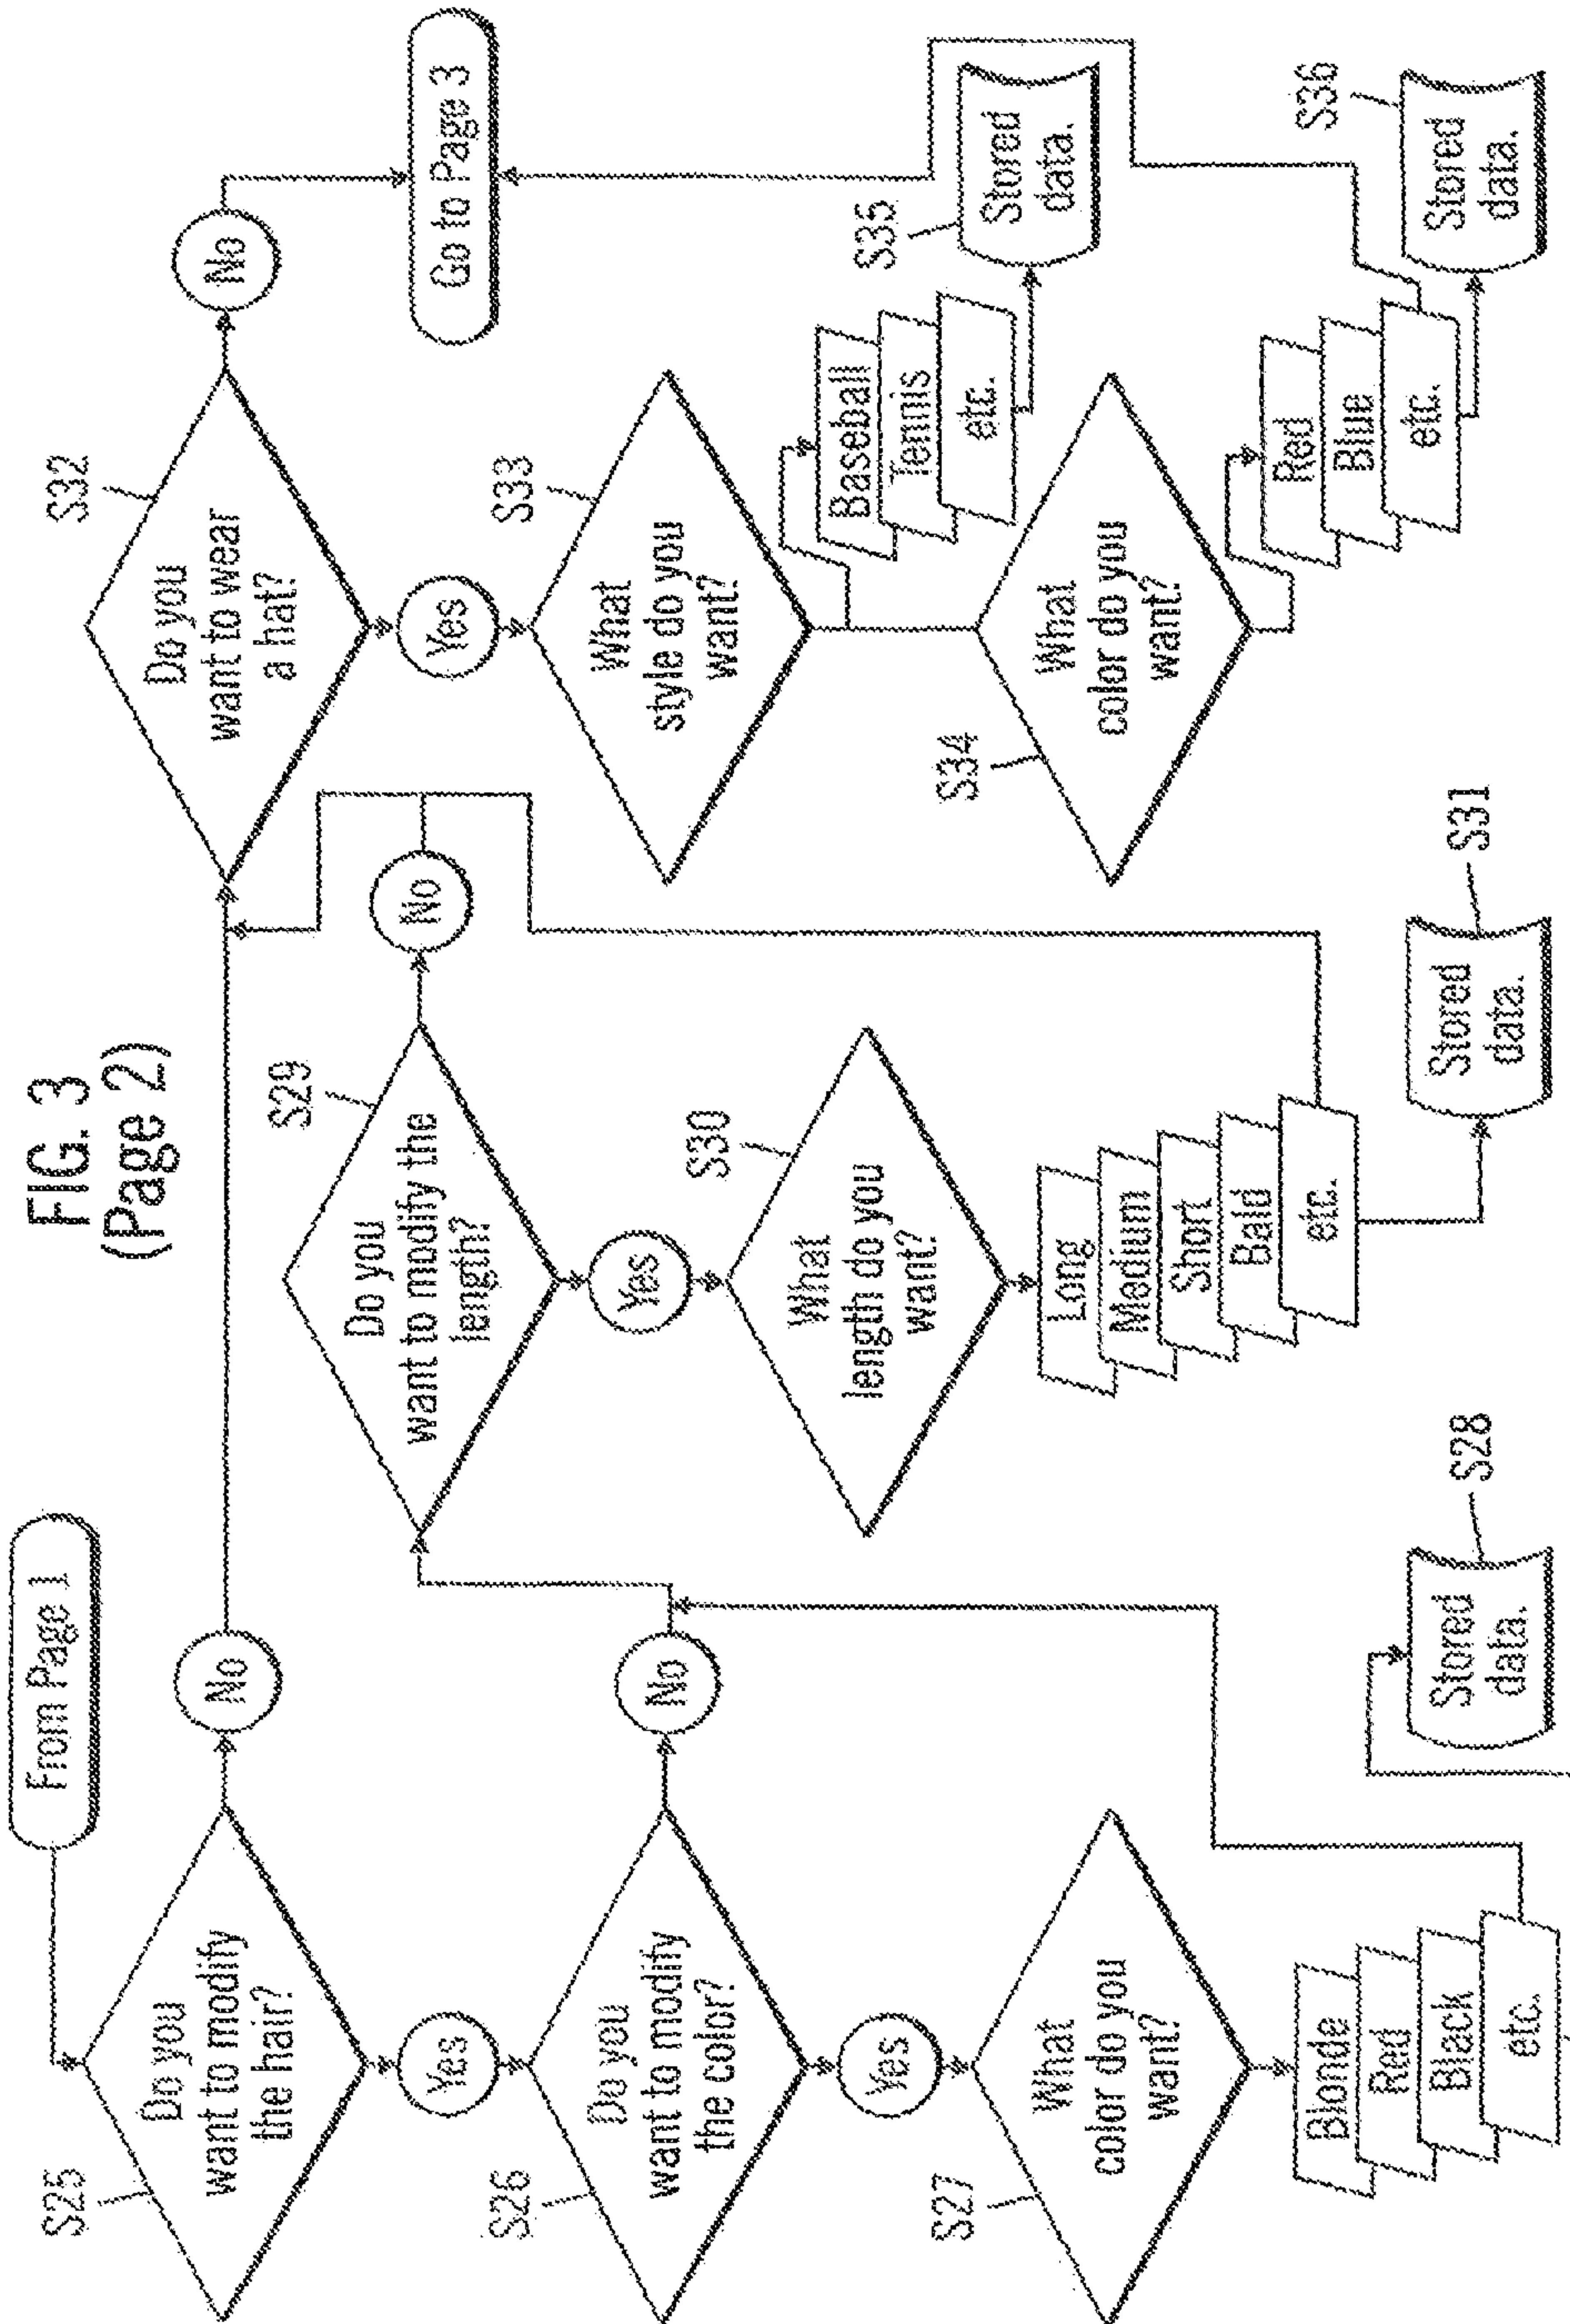 FIG. 3
(Page 2)
From Page 1
S25
Do you
want to modify
the hair?
No
Yes
S26
Do you
want to modify
the color?
No
Yes
S27
What
color do you
want?
Blonde
Red
Black
etc.
Stored
data.
S28
S29
Do you
want to modify the
length?
No
Yes
S30
What
length do you
want?
Long
Medium
Short
Bald
etc.
Stored
data.
S31
S32
Do you
want to wear
a hat?
No
Go to Page 3
Yes
S33
What
style do you
want?
Baseball
Tennis
etc.
S35
Stored
data.
S34
What
color do you
want?
Red
Blue
etc.
S36
Stored
data.